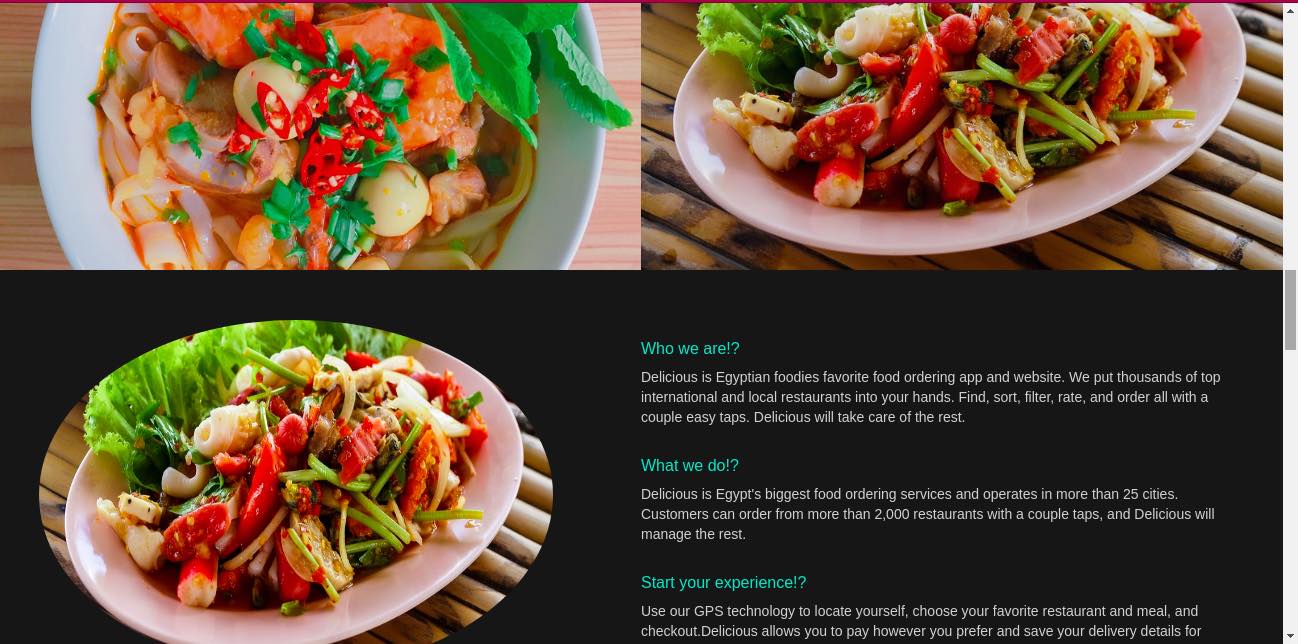 Who we are!?
Delicious is Egyptian foodies favorite food ordering app and website. We put thousands of top
international and local restaurants into your hands. Find, sort, filter, rate, and order all with a
couple easy taps. Delicious will take care of the rest.
What we do!?
Delicious is Egypt's biggest food ordering services and operates in more than 25 cities.
Customers can order from more than 2,000 restaurants with a couple taps, and Delicious will
manage the rest.
Start your experience!?
Use our GPS technology to locate yourself, choose your favorite restaurant and meal, and
checkout.Delicious allows you to pay however you prefer and save your delivery details for